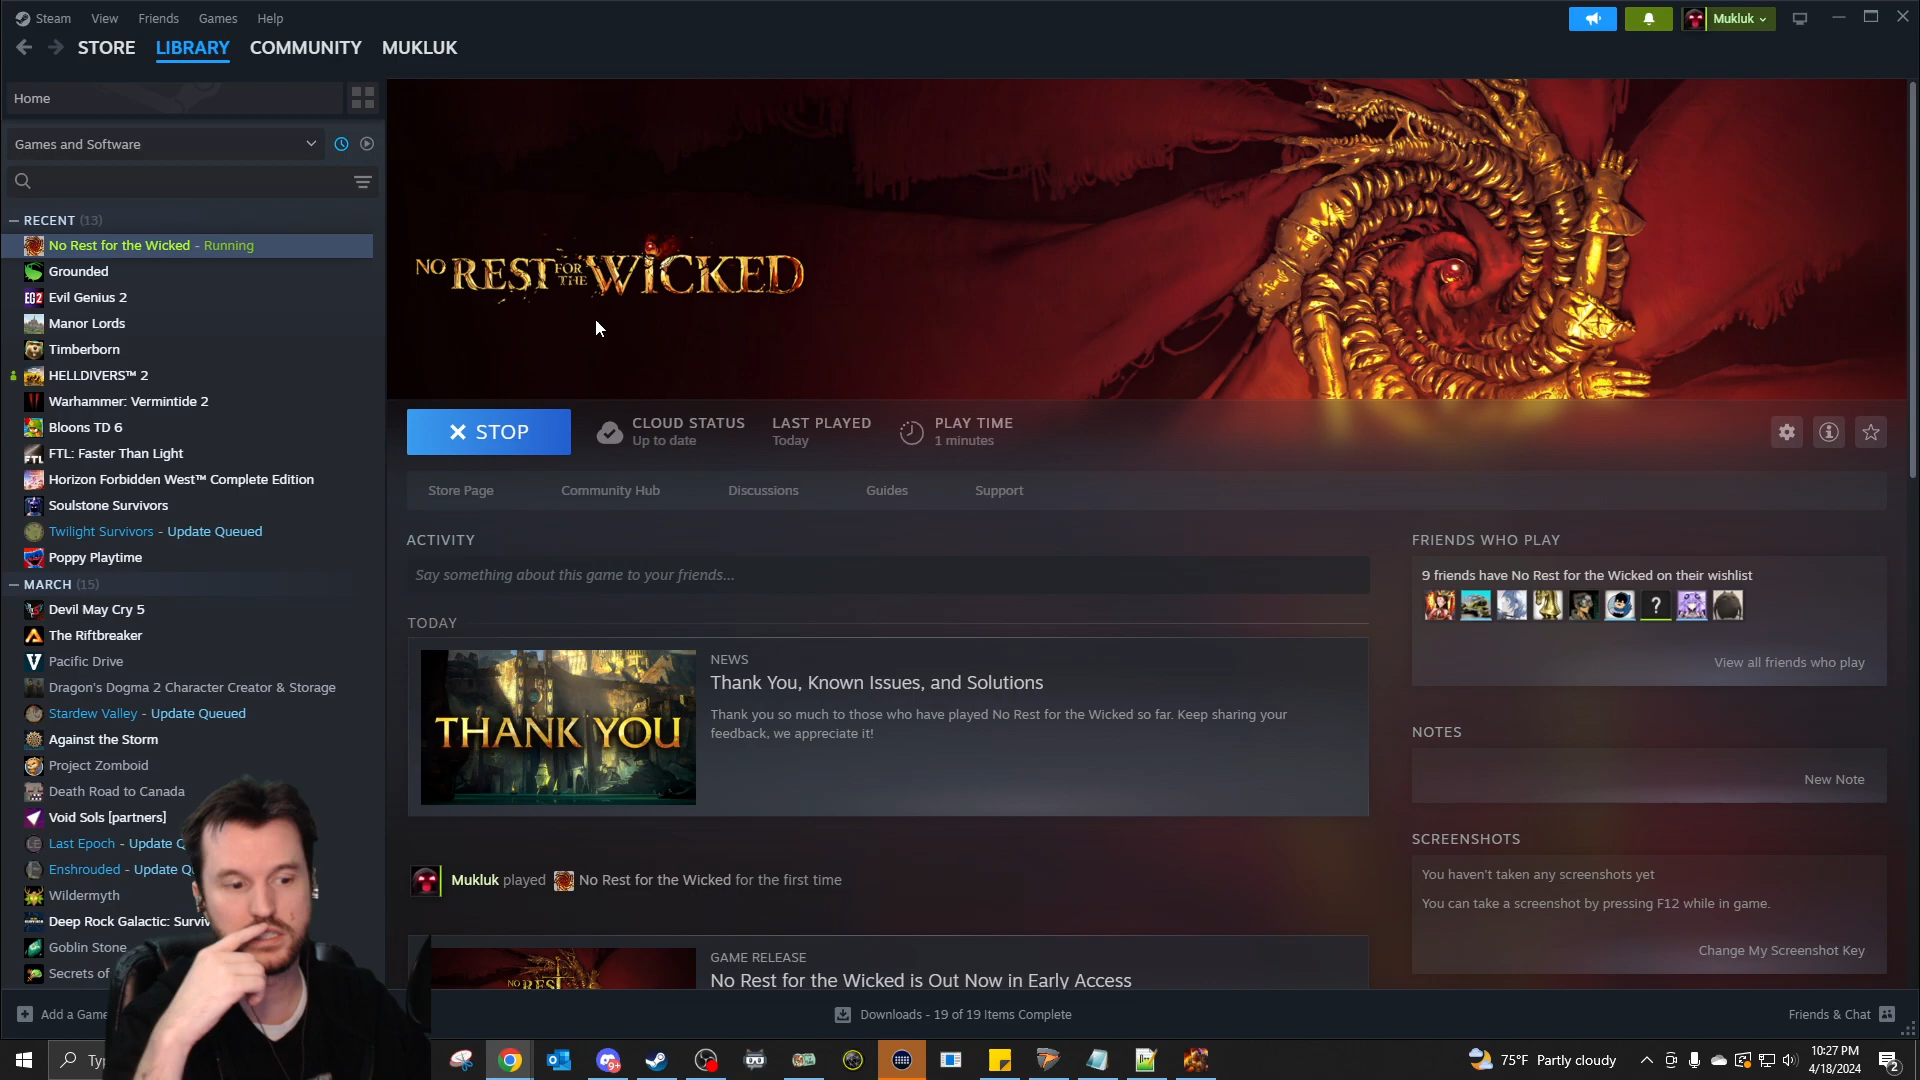 Steam View Friends Games Help
Mukluk
STORE LIBRARY COMMUNITY MUKLUK
Home
Games and Software
RECENT (13)
No Rest for the Wicked - Running
Grounded
EG2 Evil Genius 2
Manor Lords
Timberborn
HELLDIVERS™ 2
Warhammer: Vermintide 2
Bloons TD 6
FTL FTL: Faster Than Light
Horizon Forbidden West™ Complete Edition
Soulstone Survivors
Twilight Survivors - Update Queued
Poppy Playtime
MARCH (15)
Devil May Cry 5
The Riftbreaker
Pacific Drive
Dragon's Dogma 2 Character Creator & Storage
Stardew Valley - Update Queued
Against the Storm
Project Zomboid
Death Road to Canada
Void Sols [partners]
LE Last Epoch - Update Q
Enshrouded - Update Qu
Wildermyth
Deep Rock Galactic: Surviv
Goblin Stone
Secrets of
Add a Game
NO REST FOR THE WICKED
STOP
CLOUD STATUS
Up to date
LAST PLAYED
Today
PLAY TIME
1 minutes
Store Page Community Hub Discussions Guides Support
ACTIVITY
Say something about this game to your friends...
TODAY
THANK YOU
NEWS
Thank You, Known Issues, and Solutions
Thank you so much to those who have played No Rest for the Wicked so far. Keep sharing your
feedback, we appreciate it!
Mukluk played No Rest for the Wicked for the first time
NO REST
GAME RELEASE
No Rest for the Wicked is Out Now in Early Access
FRIENDS WHO PLAY
9 friends have No Rest for the Wicked on their wishlist
?
View all friends who play
NOTES
New Note
SCREENSHOTS
You haven't taken any screenshots yet
You can take a screenshot by pressing F12 while in game.
Change My Screenshot Key
Downloads - 19 of 19 Items Complete
Friends & Chat
Typ
9+
75°F Partly cloudy
10:27 PM
4/18/2024
2